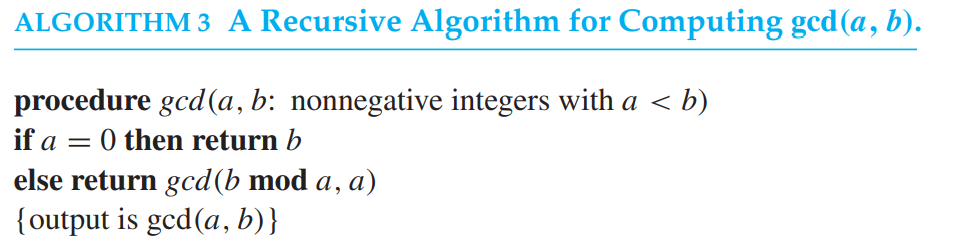 ALGORITHM 3 A Recursive Algorithm for Computing gcd(a, b).
procedure gcd(a, b: nonnegative integers with a < b)
if a = 0 then return b
else return gcd(b mod a, a)
{output is gcd(a, b)}